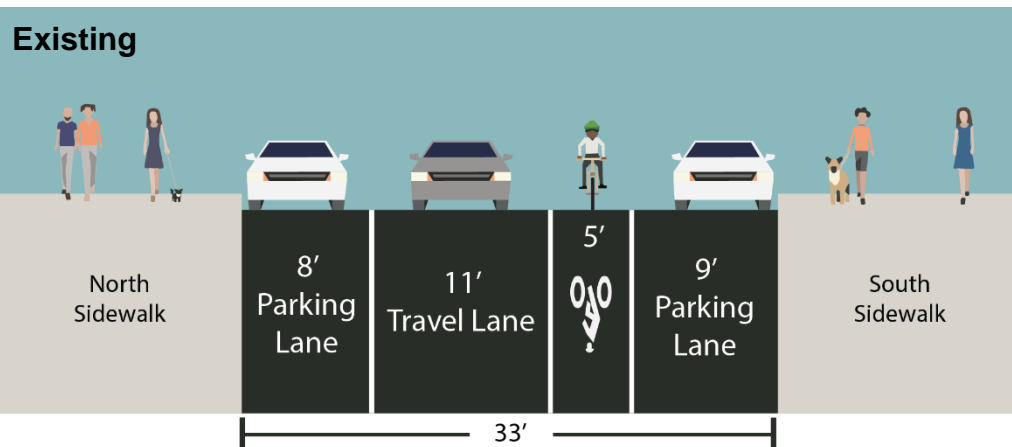 Existing
North
Sidewalk
8’
Parking
Lane
11’
Travel Lane
5’
9’
Parking
Lane
South
Sidewalk
33’